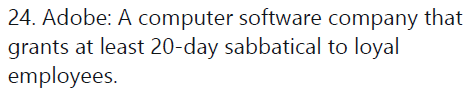 24. Adobe: A computer software company that
grants at least 20-day sabbatical to loyal
employees.